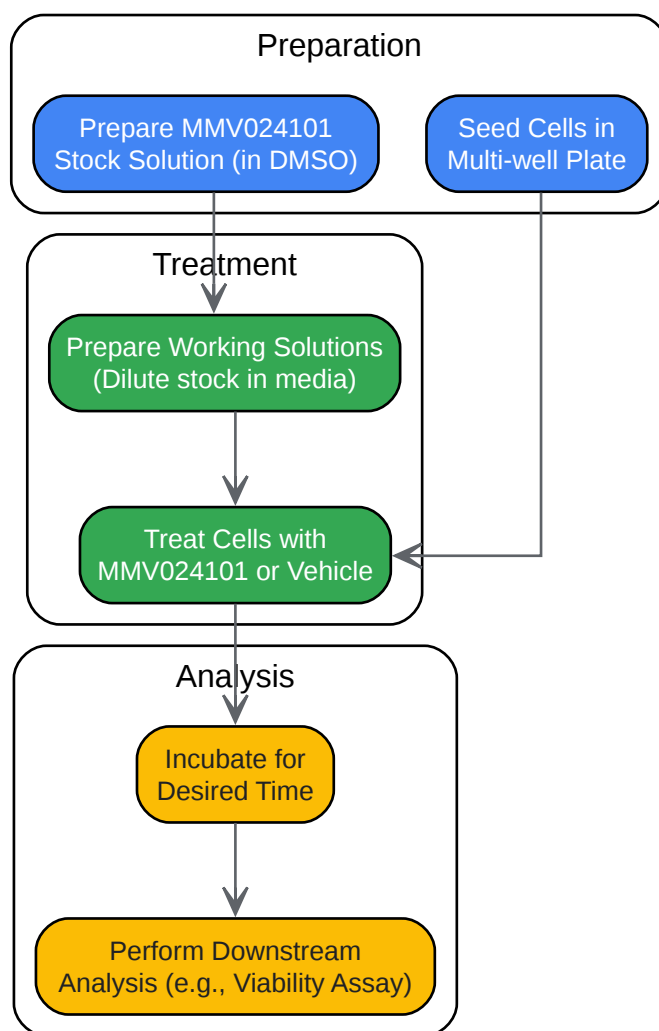 Preparation
Prepare MMV024101
Stock Solution (in DMSO)
Seed Cells in
Multi-well Plate
Treatment
Prepare Working Solutions
(Dilute stock in media)
Treat Cells with
MMV024101 or Vehicle
Analysis
Incubate for
Desired Time
Perform Downstream
Analysis (e.g., Viability Assay)